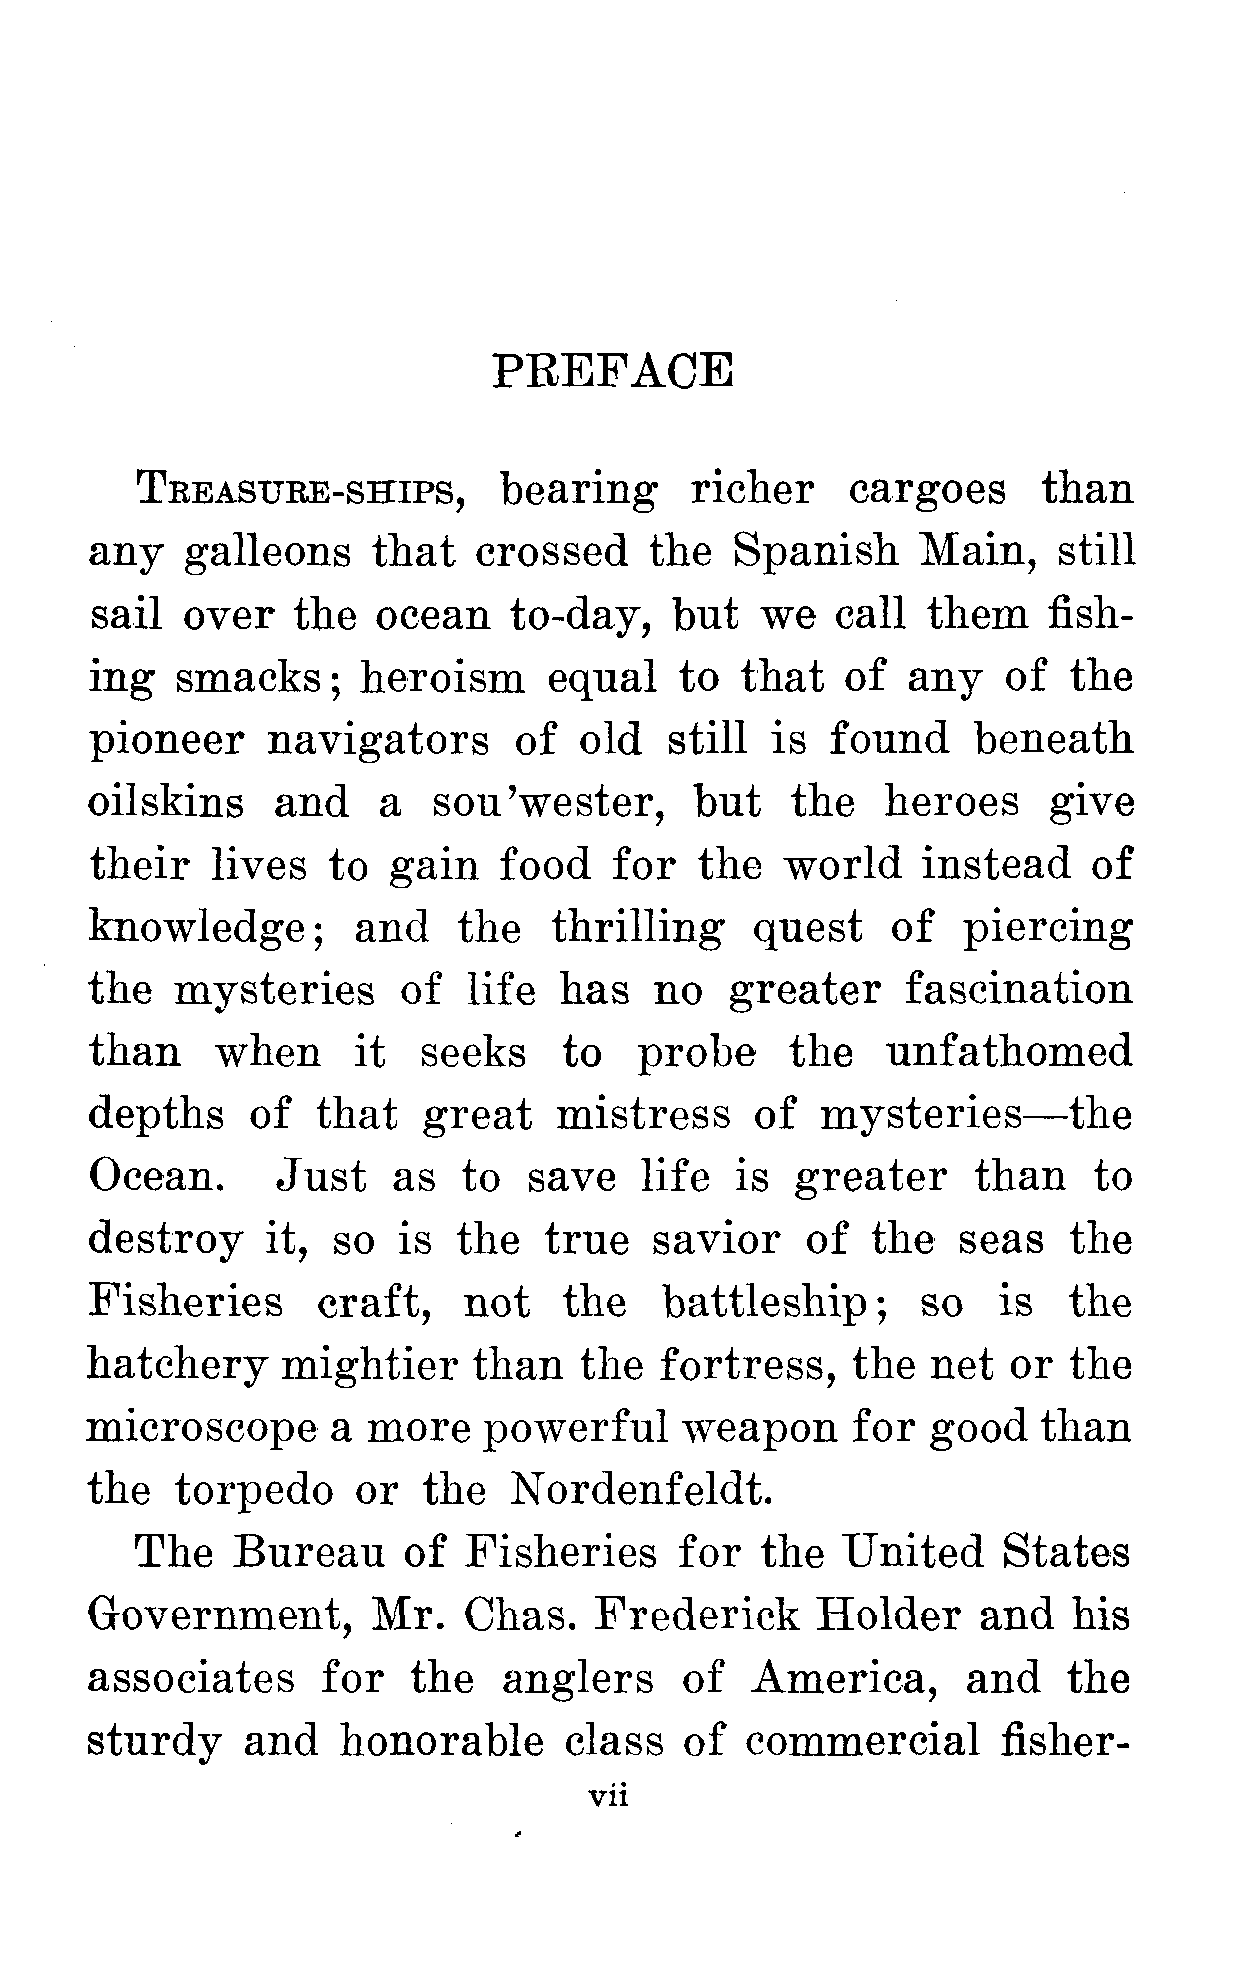 PREFACE
Treasure-ships, bearing richer cargoes than
any galleons that crossed the Spanish Main, still
sail over the ocean to-day, but we call them fish-
ing smacks; heroism equal to that of any of the
pioneer navigators of old still is found beneath
oilskins and a sou'wester, but the heroes give
their lives to gain food for the world instead of
knowledge; and the thrilling quest of piercing
the mysteries of life has no greater fascination
than when it seeks to probe the unfathomed
depths of that great mistress of mysteries—the
Ocean. Just as to save life is greater than to
destroy it, so is the true savior of the seas the
Fisheries craft, not the battleship; so is the
hatchery mightier than the fortress, the net or the
microscope a more powerful weapon for good than
the torpedo or the Nordenfeldt.
The Bureau of Fisheries for the United States
Government, Mr. Chas. Frederick Holder and his
associates for the anglers of America, and the
sturdy and honorable class of commercial fisher-
vii